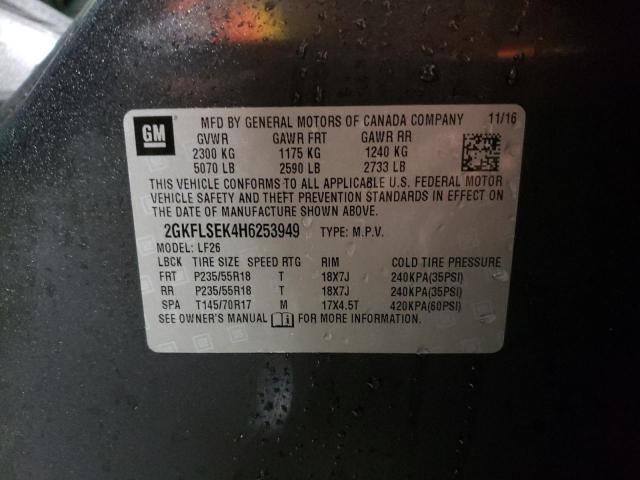 GM
MFD BY GENERAL MOTORS OF CANADA COMPANY 11/16
GVWR GAWR FRT GAWR RR
2300 KG 1175 KG 1240 KG
5070 LB 2590 LB 2733 LB
THIS VEHICLE CONFORMS TO ALL APPLICABLE U.S. FEDERAL MOTOR
VEHICLE SAFETY AND THEFT PREVENTION STANDARDS IN EFFECT ON
THE DATE OF MANUFACTURE SHOWN ABOVE.
2GKFLSEK4H6253949 TYPE: M.P.V.
MODEL: LF26
LBCK TIRE SIZE SPEED RTG RIM COLD TIRE PRESSURE
FRT P235/55R18 T 18X7J 240KPA(35PSI)
RR P235/55R18 T 18X7J 240KPA(35PSI)
SPA T145/70R17 M 17X4.5T 420KPA(60PSI)
SEE OWNER'S MANUAL FOR MORE INFORMATION.